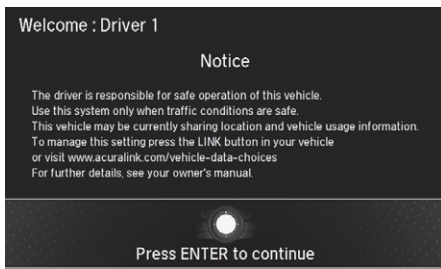 Welcome : Driver 1
Notice
The driver is responsible for safe operation of this vehicle.
Use this system only when traffic conditions are safe.
This vehicle may be currently sharing location and vehicle usage information.
To manage this setting press the LINK button in your vehicle
or visit www.acuralink.com/vehicle-data-choices
For further details, see your owner's manual.
Press ENTER to continue